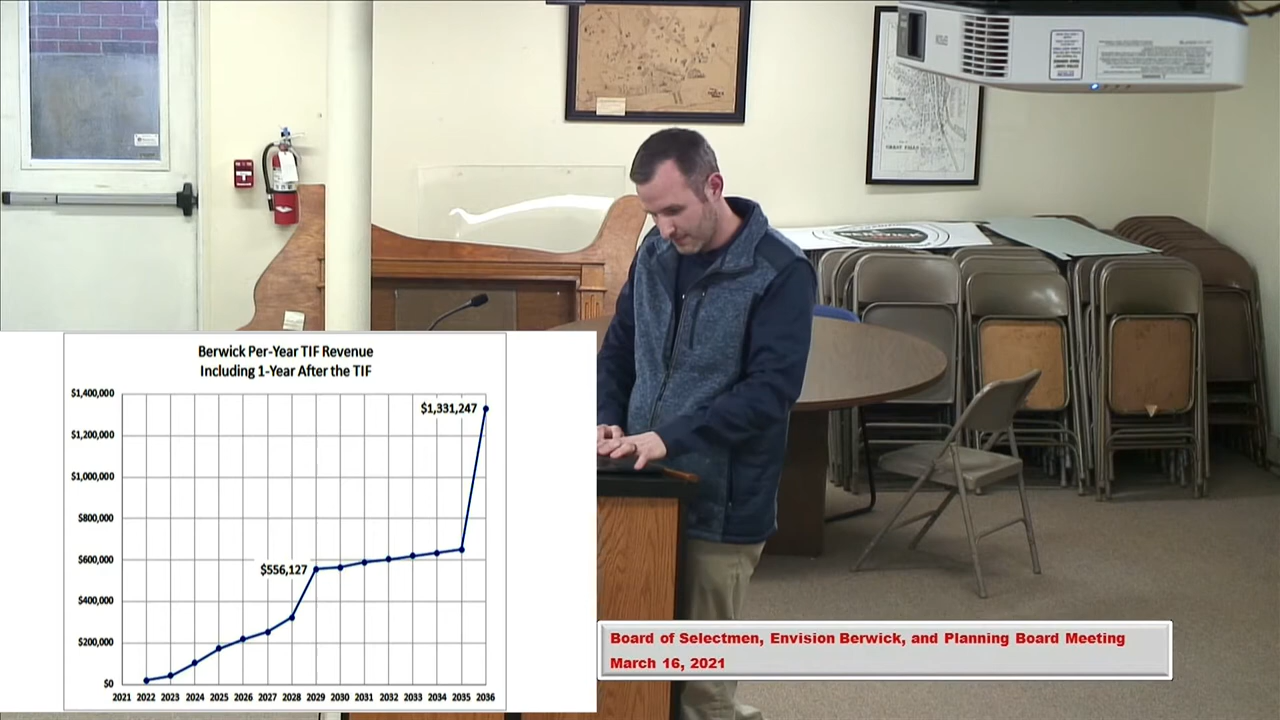 Berwick Per-Year TIF Revenue
Including 1-Year After the TIF
$1,400,000
$1,200,000
$1,000,000
$800,000
$600,000
$400,000
$200,000
$0
$1,331,247
$556,127
2021 2022 2023 2024 2025 2026 2027 2028 2029 2030 2031 2032 2033 2034 2035 2036
BERWICK
Board of Selectmen, Envision Berwick, and Planning Board Meeting
March 16, 2021